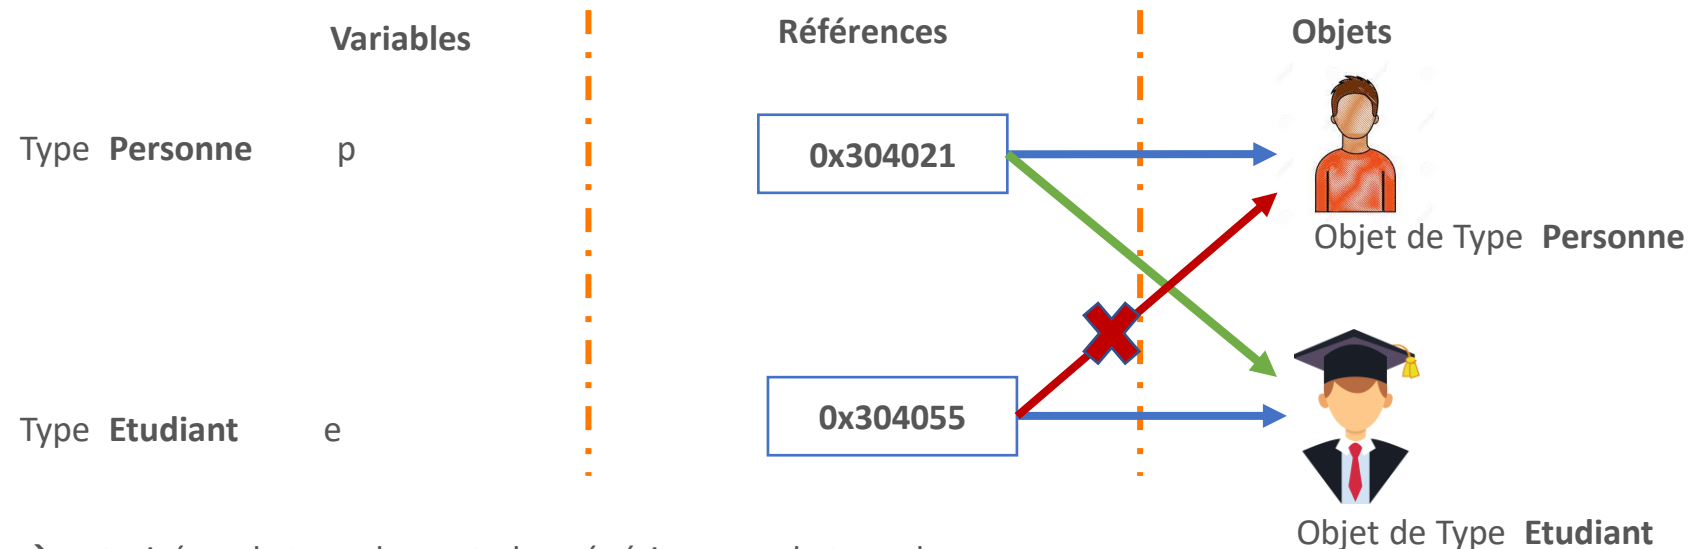 Variables
Références
Objets
Type Personne p
0x304021
Objet de Type Personne
Type Etudiant e
0x304055
Objet de Type Etudiant